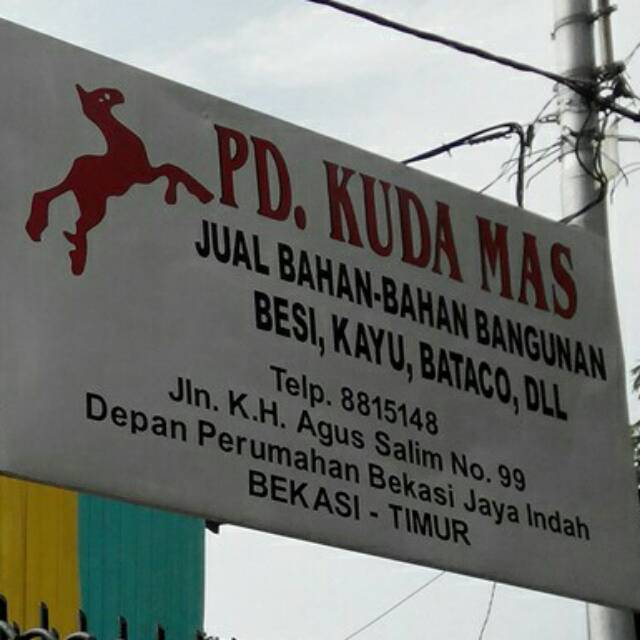 PD. KUDA MAS
JUAL BAHAN-BAHAN BANGUNAN
BESI, KAYU, BATACO, DLL
Telp. 8815148
Jln. K.H. Agus Salim No. 99
Depan Perumahan Bekasi Jaya Indah
BEKASI - TIMUR